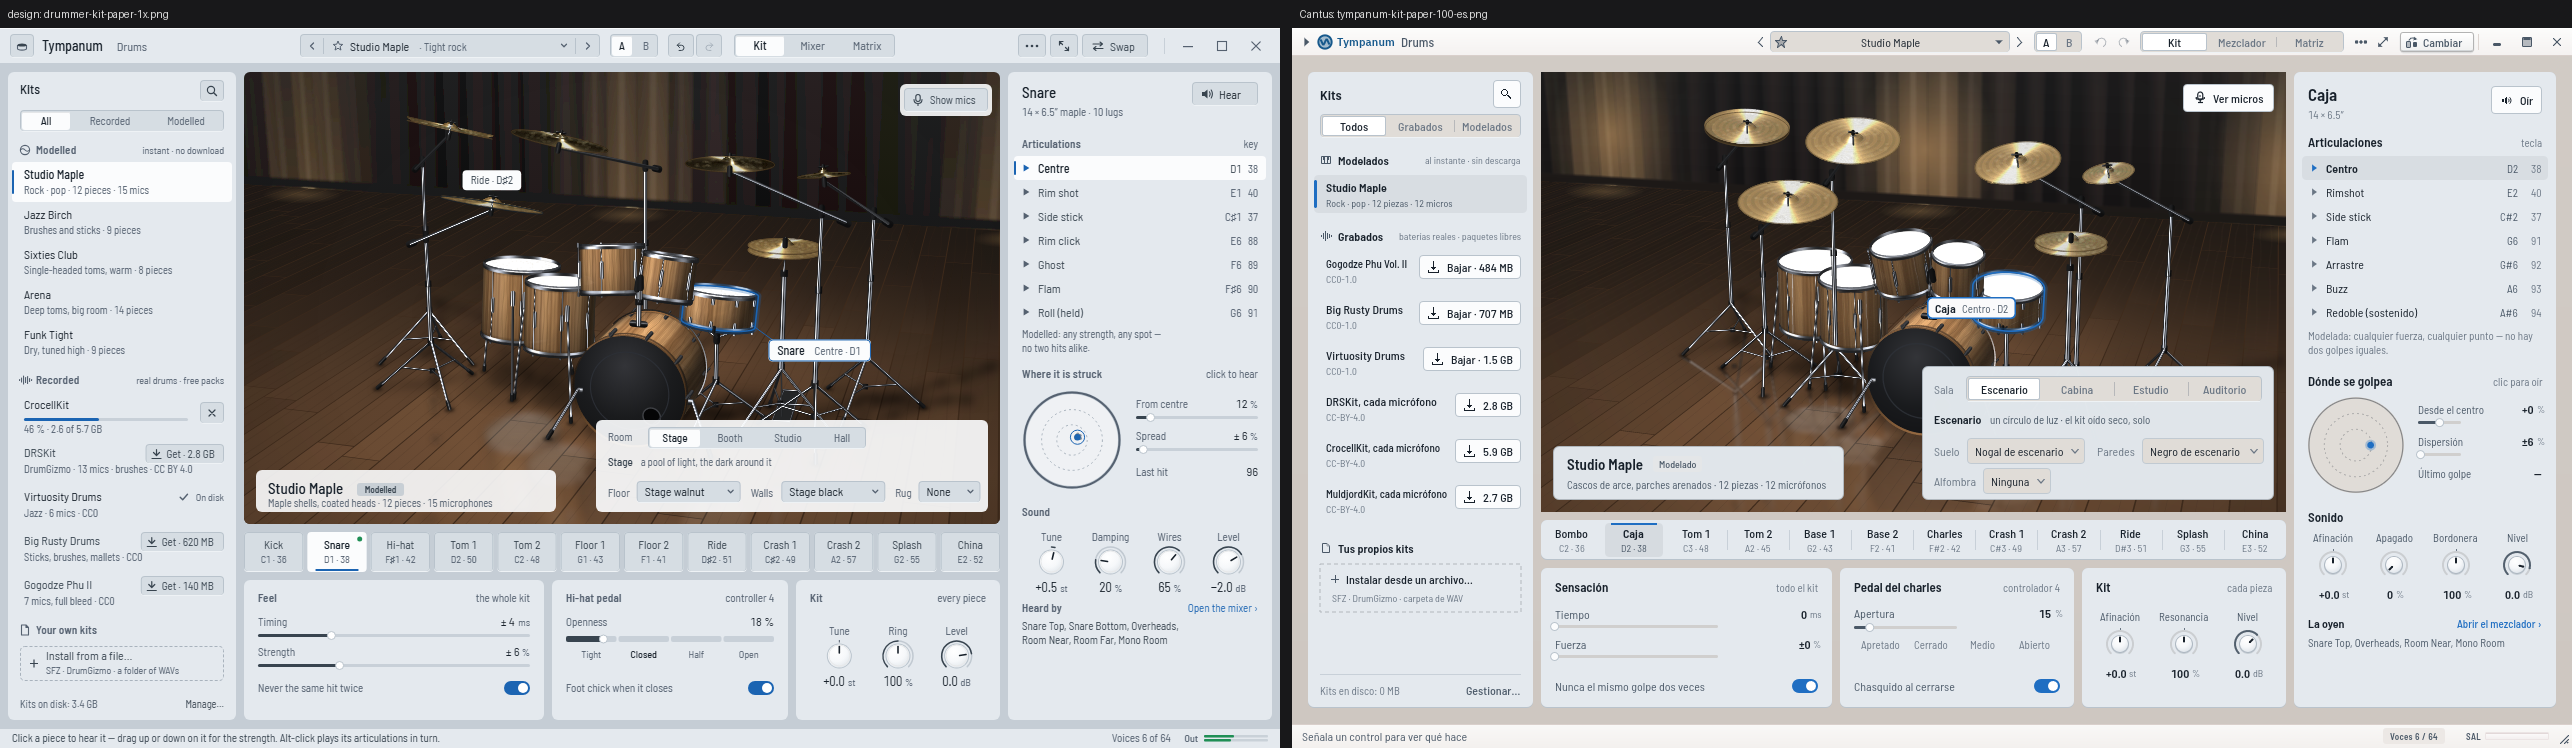 design: drummer-kit-paper-1x.png
Tympanum Drums
Studio Maple · Tight rock
A B
Kit Mixer Matrix
Swap
Kits
All Recorded Modelled
Modelled instant · no download
Studio Maple
Rock · pop · 12 pieces · 15 mics
Jazz Birch
Brushes and sticks · 9 pieces
Sixties Club
Single-headed toms, warm · 8 pieces
Arena
Deep toms, big room · 14 pieces
Funk Tight
Dry, tuned high · 9 pieces
Recorded real drums · free packs
CrocellKit
46 % · 2.6 of 5.7 GB
DRSKit Get · 2.8 GB
DrumGizmo · 13 mics · brushes · CC BY 4.0
Virtuosity Drums On disk
Jazz · 6 mics · CC0
Big Rusty Drums Get · 620 MB
Sticks, brushes, mallets · CC0
Gogodze Phu II Get · 140 MB
7 mics, full bleed · CC0
Your own kits
Install from a file...
SFZ · DrumGizmo · a folder of WAVs
Kits on disk: 3.4 GB Manage...
Show mics
Ride · D♯2
Snare Centre · D1
Studio Maple Modelled
Maple shells, coated heads · 12 pieces · 15 microphones
Room Stage Booth Studio Hall
Stage a pool of light, the dark around it
Floor Stage walnut Walls Stage black Rug None
Kick Snare Hi-hat Tom 1 Tom 2 Floor 1 Floor 2 Ride Crash 1 Crash 2 Splash China
C1 · 36 D1 · 38 F♯1 · 42 D2 · 50 C2 · 48 G1 · 43 F1 · 41 D♯2 · 51 C♯2 · 49 A2 · 57 G2 · 55 E2 · 52
Feel the whole kit
Timing ± 4 ms
Strength ± 6 %
Never the same hit twice
Hi-hat pedal controller 4
Openness 18 %
Tight Closed Half Open
Foot chick when it closes
Kit every piece
Tune Ring Level
+0.0 st 100 % 0.0 dB
Snare Hear
14 × 6.5″ maple · 10 lugs
Articulations key
Centre D1 38
Rim shot E1 40
Side stick C♯1 37
Rim click E6 88
Ghost F6 89
Flam F♯6 90
Roll (held) G6 91
Modelled: any strength, any spot —
no two hits alike.
Where it is struck click to hear
From centre 12 %
Spread ± 6 %
Last hit 96
Sound
Tune Damping Wires Level
+0.5 st 20 % 65 % −2.0 dB
Heard by Open the mixer ›
Snare Top, Snare Bottom, Overheads,
Room Near, Room Far, Mono Room
Click a piece to hear it — drag up or down on it for the strength. Alt-click plays its articulations in turn.
Voices 6 of 64 Out
Cantus: tympanum-kit-paper-100-es.png
Tympanum Drums
Studio Maple
A B
Kit Mezclador Matriz
Cambiar
Kits
Todos Grabados Modelados
Modelados al instante · sin descarga
Studio Maple
Rock · pop · 12 piezas · 12 micros
Grabados baterías reales · paquetes libres
Gogodze Phu Vol. II Bajar · 484 MB
CC0-1.0
Big Rusty Drums Bajar · 707 MB
CC0-1.0
Virtuosity Drums Bajar · 1.5 GB
CC0-1.0
DRSKit, cada micrófono 2.8 GB
CC-BY-4.0
CrocellKit, cada micrófono 5.9 GB
CC-BY-4.0
MuldjordKit, cada micrófono 2.7 GB
CC-BY-4.0
Tus propios kits
Instalar desde un archivo...
SFZ · DrumGizmo · carpeta de WAV
Kits en disco: 0 MB Gestionar...
Ver micros
Caja Centro · D2
Studio Maple Modelado
Cascos de arce, parches arenados · 12 piezas · 12 micrófonos
Sala Escenario Cabina Estudio Auditorio
Escenario un círculo de luz · el kit oído seco, solo
Suelo Nogal de escenario Paredes Negro de escenario
Alfombra Ninguna
Bombo Caja Tom 1 Tom 2 Base 1 Base 2 Charles Crash 1 Crash 2 Ride Splash China
C2 · 36 D2 · 38 C3 · 48 A2 · 45 G2 · 43 F2 · 41 F#2 · 42 C#3 · 49 A3 · 57 D#3 · 51 G3 · 55 E3 · 52
Sensación todo el kit
Tiempo 0 ms
Fuerza ±0 %
Nunca el mismo golpe dos veces
Pedal del charles controlador 4
Apertura 15 %
Apretado Cerrado Medio Abierto
Chasquido al cerrarse
Kit cada pieza
Afinación Resonancia Nivel
+0.0 st 100 % 0.0 dB
Caja Oír
14 × 6.5″
Articulaciones tecla
Centro D2 38
Rimshot E2 40
Side stick C#2 37
Flam G6 91
Arrastre G#6 92
Buzz A6 93
Redoble (sostenido) A#6 94
Modelada: cualquier fuerza, cualquier punto — no hay
dos golpes iguales.
Dónde se golpea clic para oír
Desde el centro +0 %
Dispersión ±6 %
Último golpe —
Sonido
Afinación Apagado Bordonera Nivel
+0.0 st 0 % 100 % 0.0 dB
La oyen Abrir el mezclador ›
Snare Top, Overheads, Room Near, Mono Room
Señala un control para ver qué hace
Voces 6 / 64 SAL